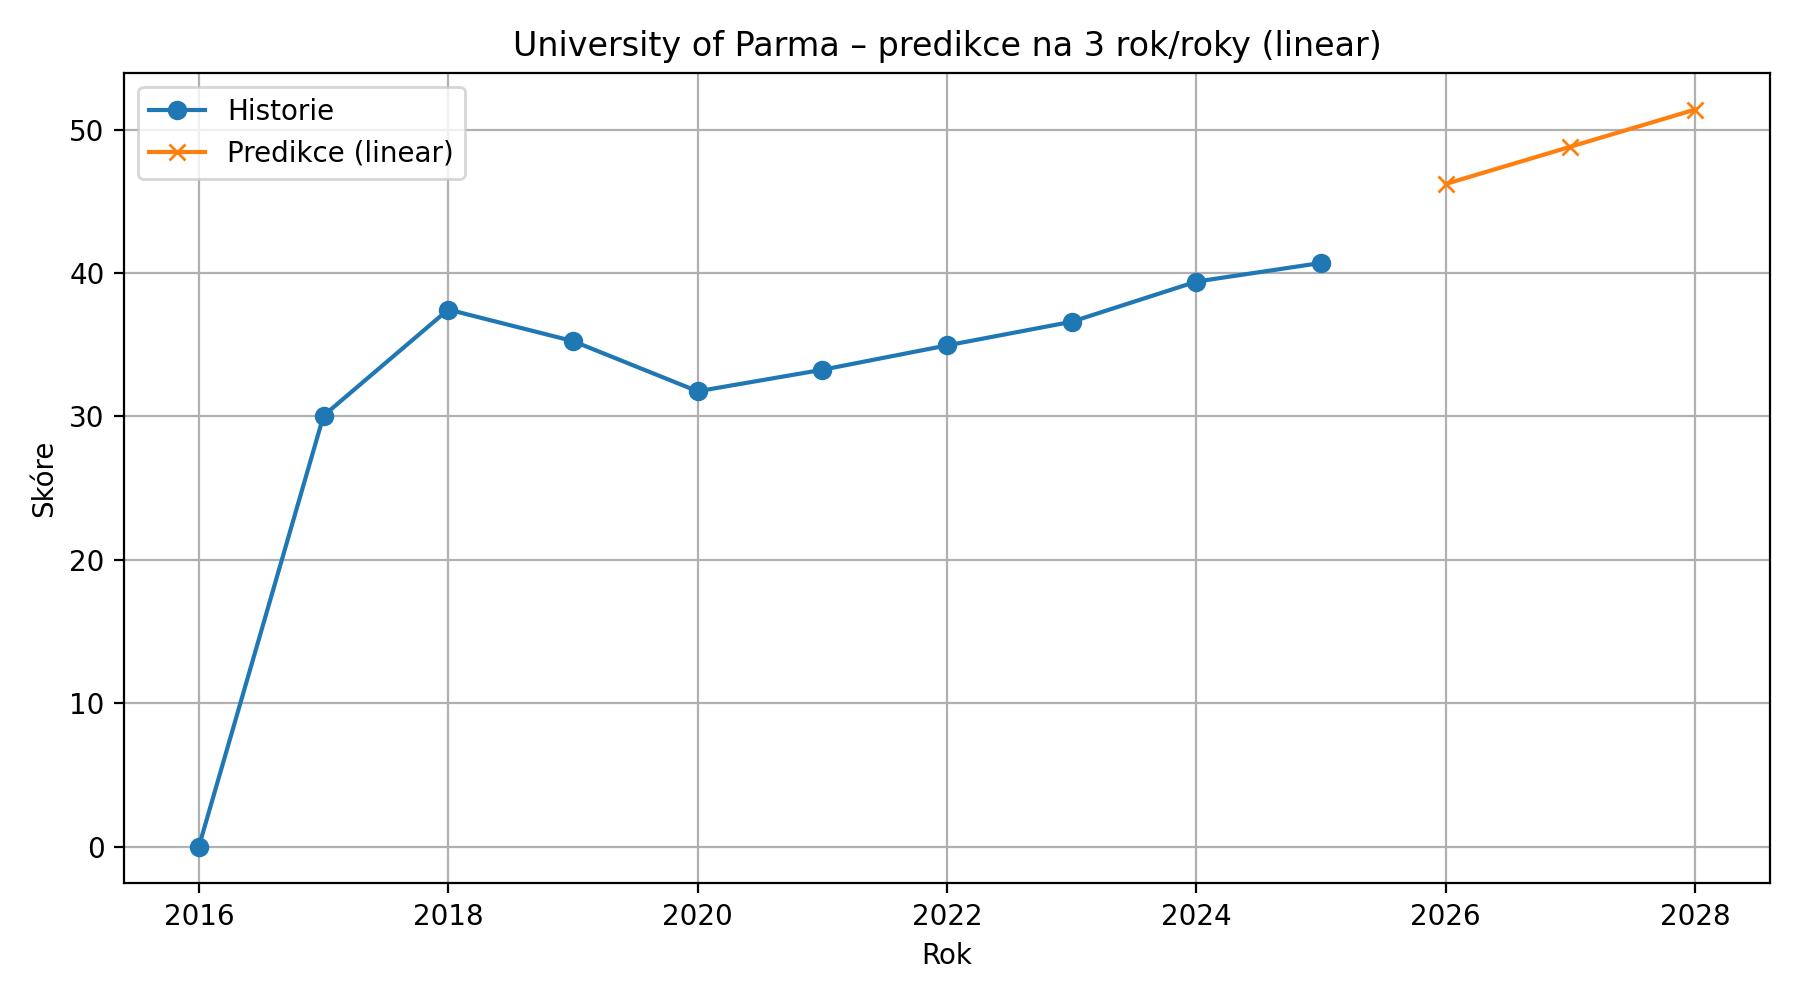 University of Parma – predikce na 3 rok/roky (linear)
Historie
Predikce (linear)
50
40
30
20
10
0
Skóre
2016 2018 2020 2022 2024 2026 2028
Rok